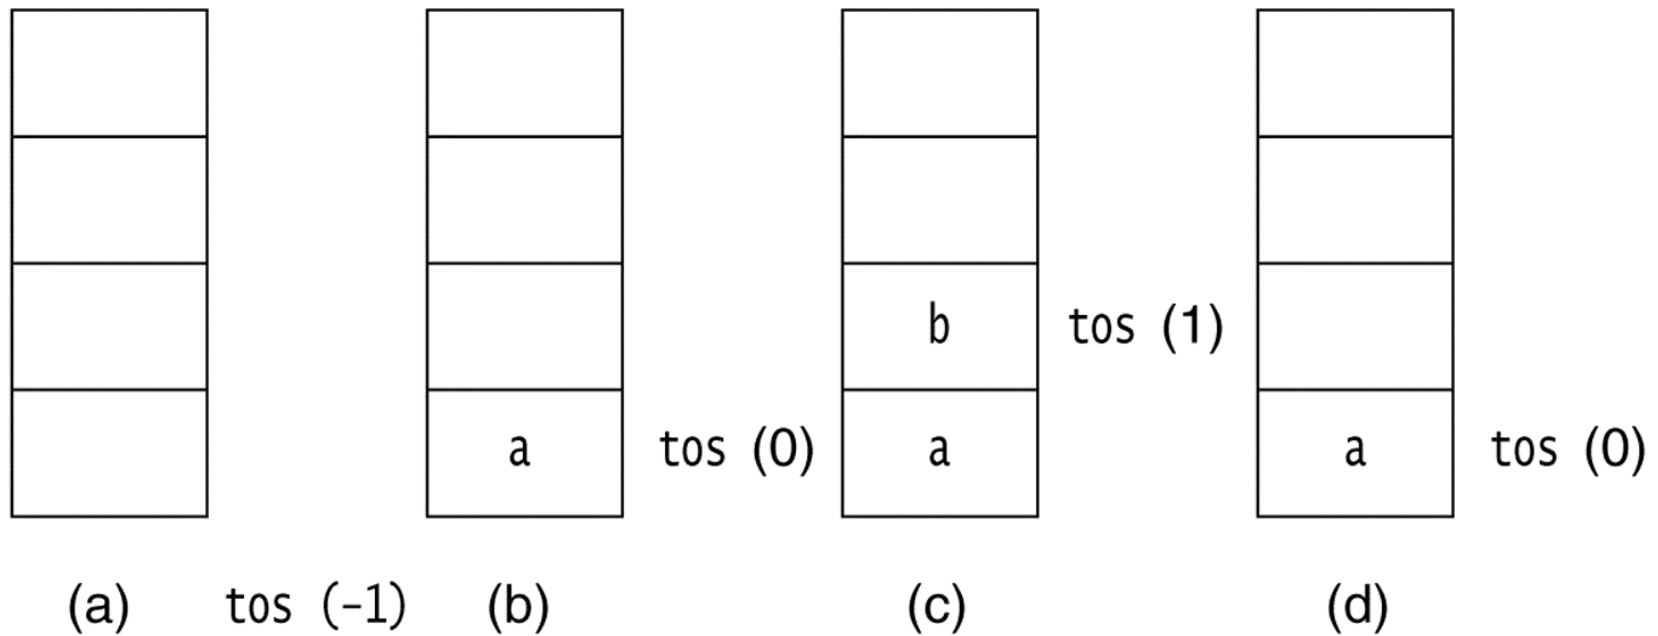 b tos (1)
a tos (0) a a tos (0)
(a) tos (-1) (b) (c) (d)